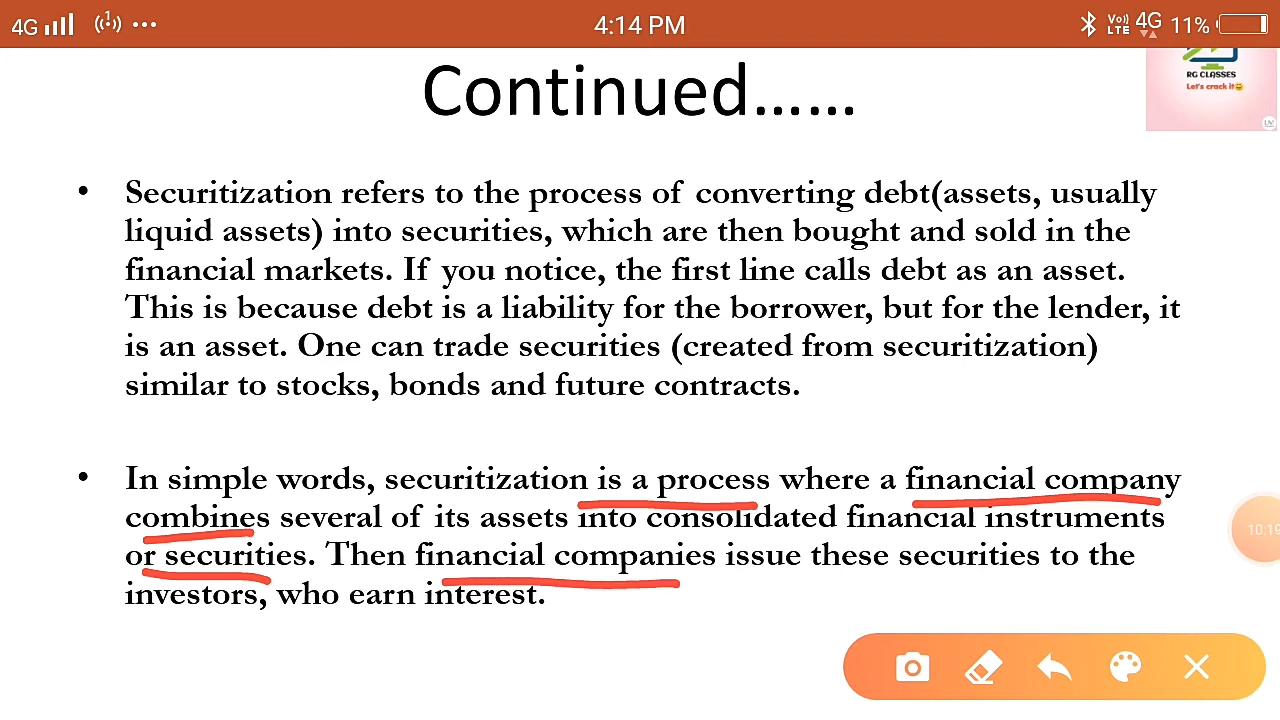 4G 1 4:14 PM Vo)) LTE 4G 11%
RG CLASSES
Let's crack it
Continued......
• Securitization refers to the process of converting debt(assets, usually
liquid assets) into securities, which are then bought and sold in the
financial markets. If you notice, the first line calls debt as an asset.
This is because debt is a liability for the borrower, but for the lender, it
is an asset. One can trade securities (created from securitization)
similar to stocks, bonds and future contracts.
• In simple words, securitization is a process where a financial company
combines several of its assets into consolidated financial instruments
or securities. Then financial companies issue these securities to the
investors, who earn interest.
10:19